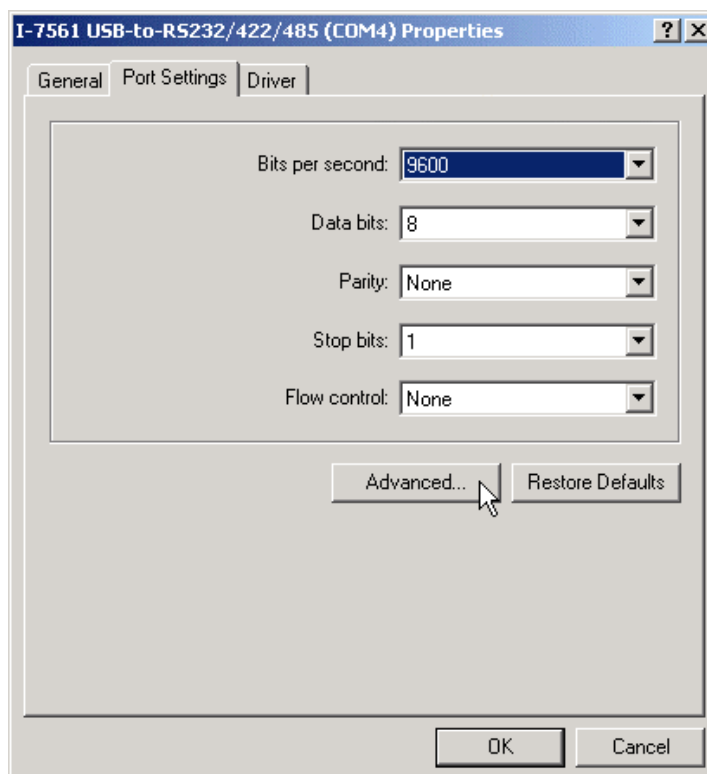 I-7561 USB-to-RS232/422/485 (COM4) Properties
General Port Settings Driver
Bits per second: 9600
Data bits: 8
Parity: None
Stop bits: 1
Flow control: None
Advanced... Restore Defaults
OK Cancel